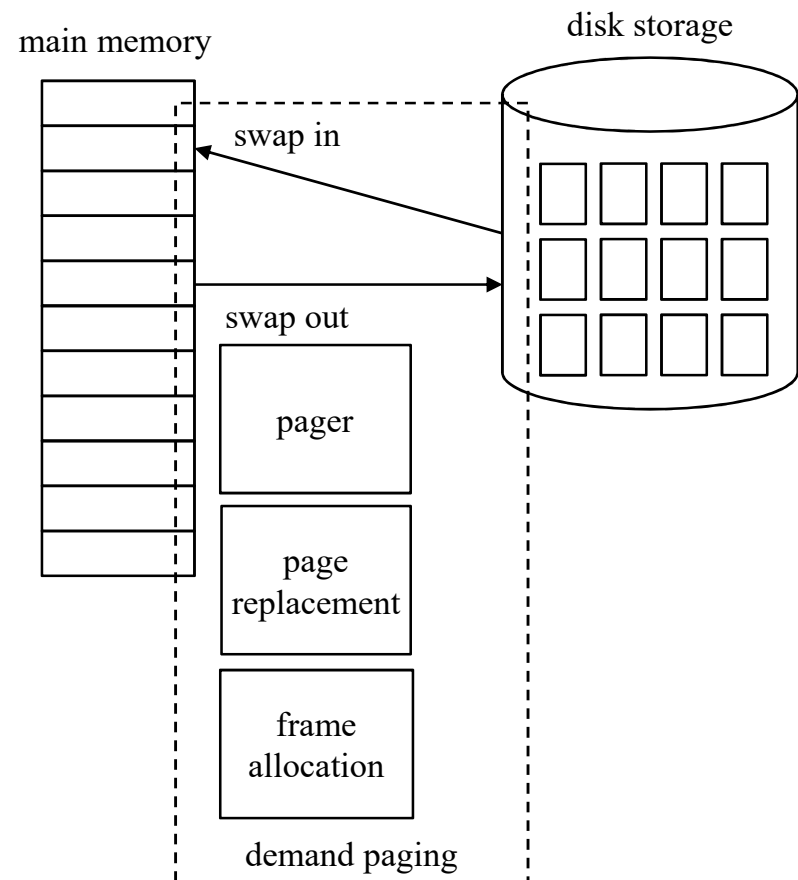 main memory
disk storage
swap in
swap out
pager
page
replacement
frame
allocation
demand paging